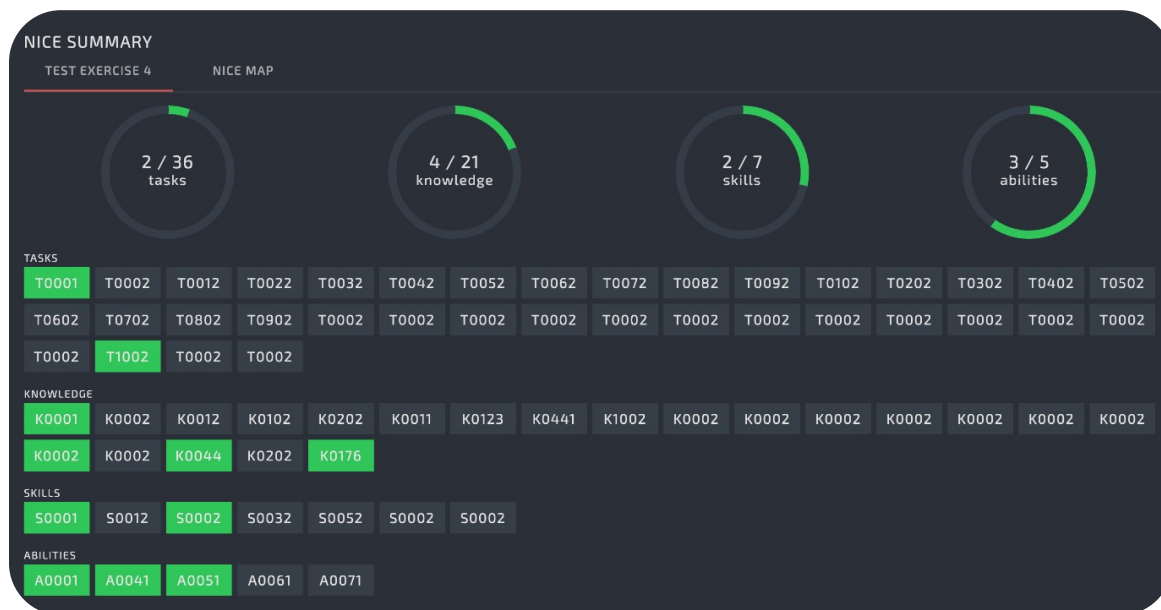 NICE SUMMARY
TEST EXERCISE 4 NICE MAP
2 / 36 4 / 21 2 / 7 3 / 5
tasks knowledge skills abilities
TASKS
T0001 T0002 T0012 T0022 T0032 T0042 T0052 T0062 T0072 T0082 T0092 T0102 T0202 T0302 T0402 T0502
T0602 T0702 T0802 T0902 T0002 T0002 T0002 T0002 T0002 T0002 T0002 T0002 T0002 T0002 T0002 T0002
T0002 T1002 T0002 T0002
KNOWLEDGE
K0001 K0002 K0012 K0102 K0202 K0011 K0123 K0441 K1002 K0002 K0002 K0002 K0002 K0002 K0002 K0002
K0002 K0002 K0044 K0202 K0176
SKILLS
S0001 S0012 S0002 S0032 S0052 S0002 S0002
ABILITIES
A0001 A0041 A0051 A0061 A0071